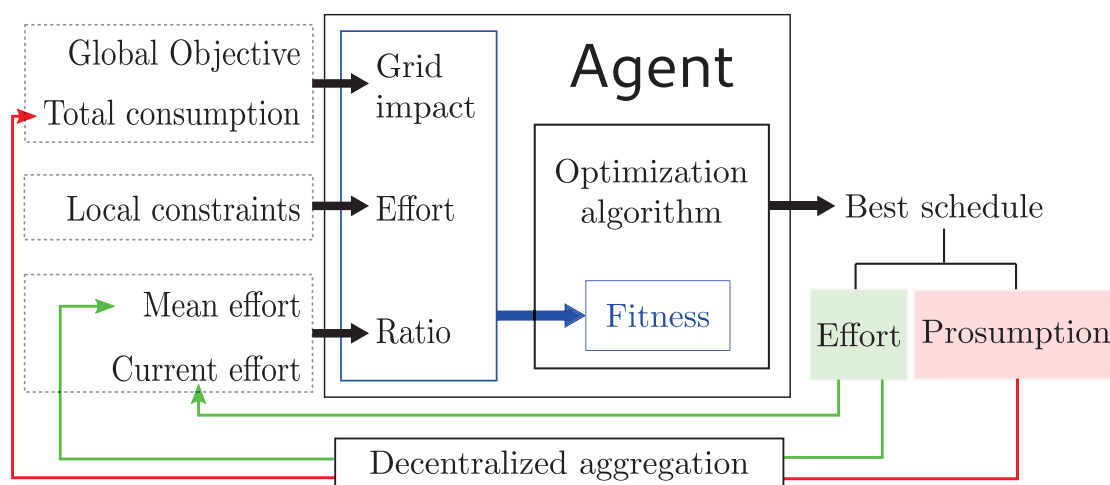 Global Objective
Total consumption
Local constraints
Mean effort
Current effort
Agent
Grid
impact
Effort
Ratio
Optimization
algorithm
Fitness
Best schedule
Effort
Prosumption
Decentralized aggregation